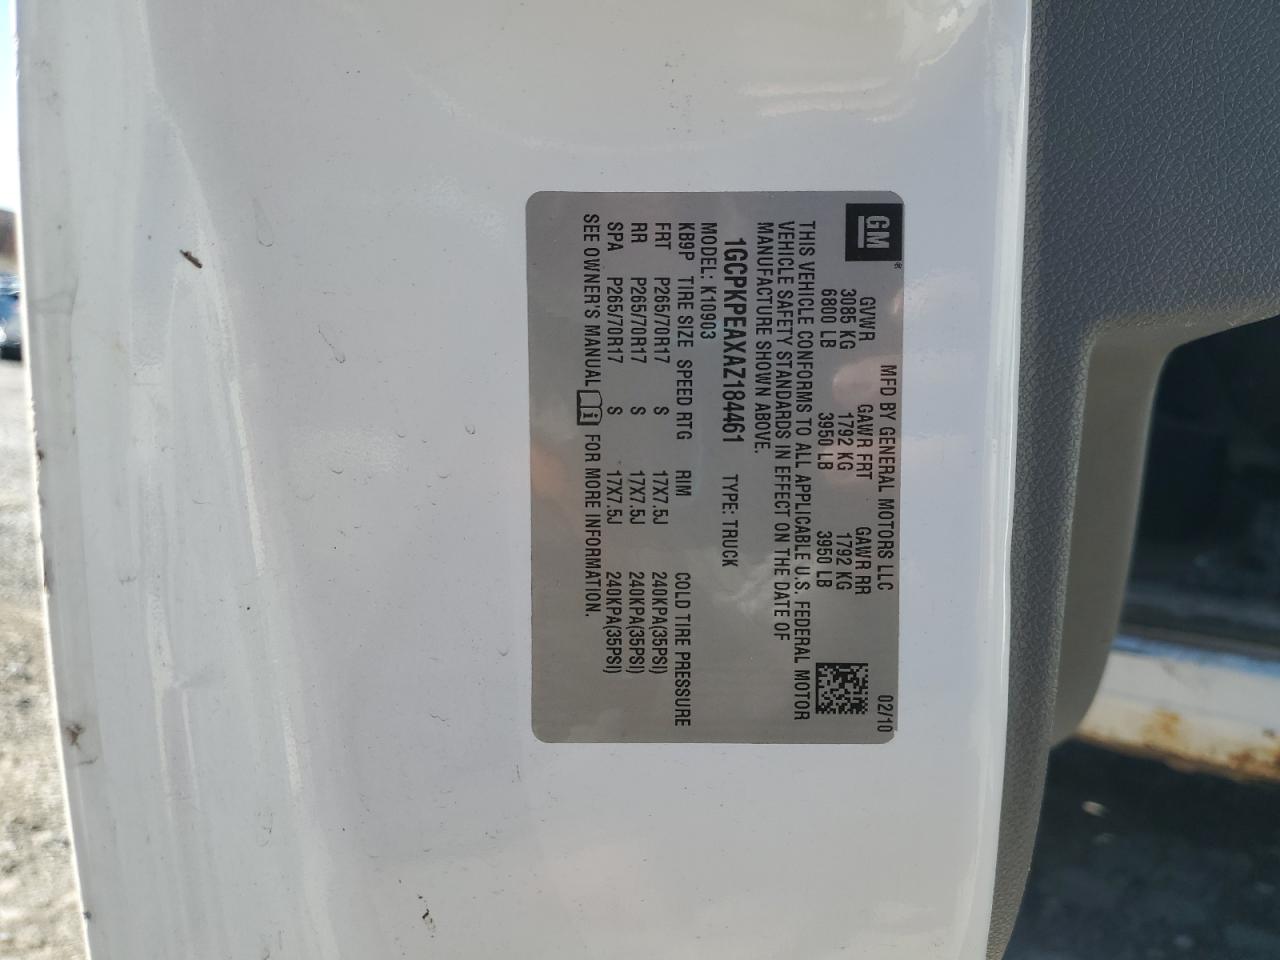 GM
MFD BY GENERAL MOTORS LLC 02/10
GVWR GAWR FRT GAWR RR
3085 KG 1792 KG 1792 KG
6800 LB 3950 LB 3950 LB
THIS VEHICLE CONFORMS TO ALL APPLICABLE U.S. FEDERAL MOTOR
VEHICLE SAFETY STANDARDS IN EFFECT ON THE DATE OF
MANUFACTURE SHOWN ABOVE.
1GCPKPEAXAZ184461 TYPE: TRUCK
MODEL: K10903
KB9P TIRE SIZE SPEED RTG RIM COLD TIRE PRESSURE
FRT P265/70R17 S 17X7.5J 240KPA(35PSI)
RR P265/70R17 S 17X7.5J 240KPA(35PSI)
SPA P265/70R17 S 17X7.5J 240KPA(35PSI)
SEE OWNER'S MANUAL i FOR MORE INFORMATION.